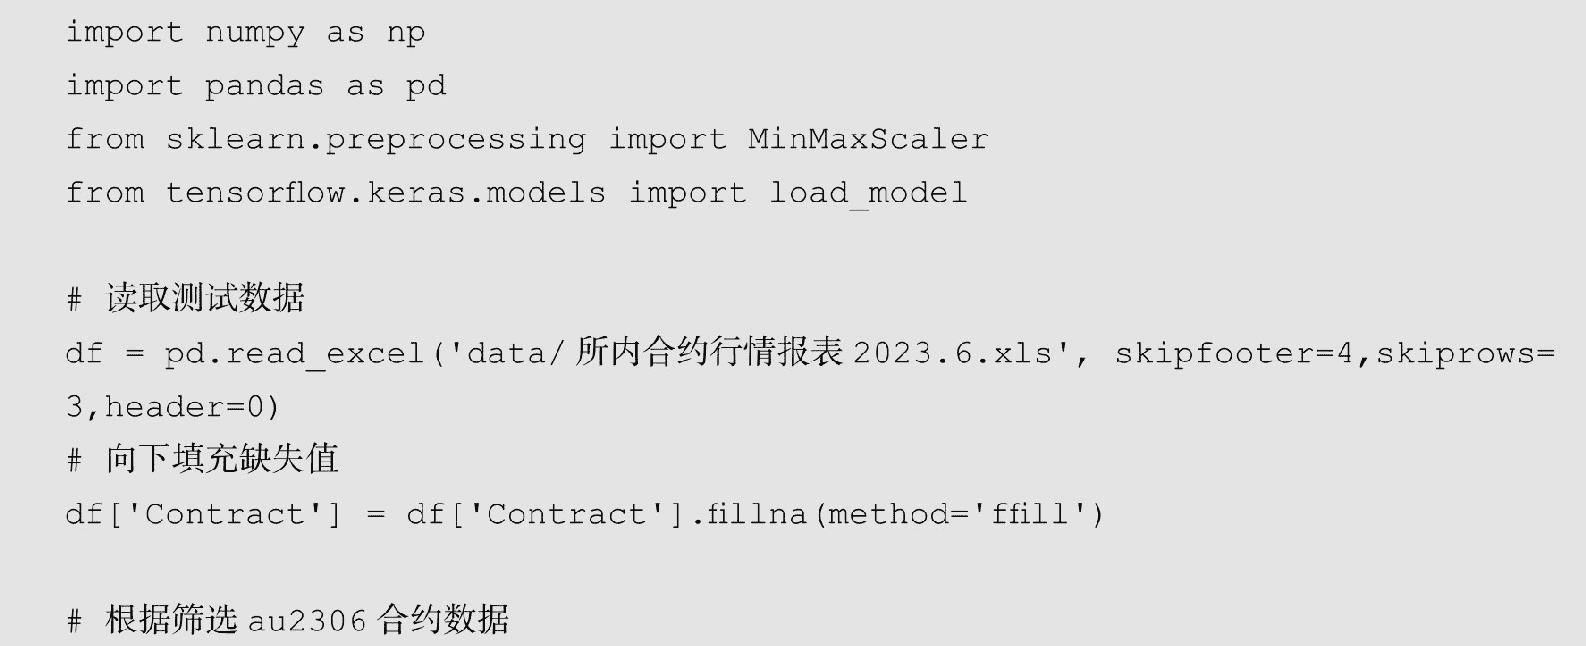 import numpy as np
import pandas as pd
from sklearn.preprocessing import MinMaxScaler
from tensorflow.keras.models import load_model
# 读取测试数据
df = pd.read_excel('data/所内合约行情报表2023.6.xls', skipfooter=4,skiprows=
3,header=0)
# 向下填充缺失值
df['Contract'] = df['Contract'].fillna(method='ffill')
# 根据筛选au2306合约数据